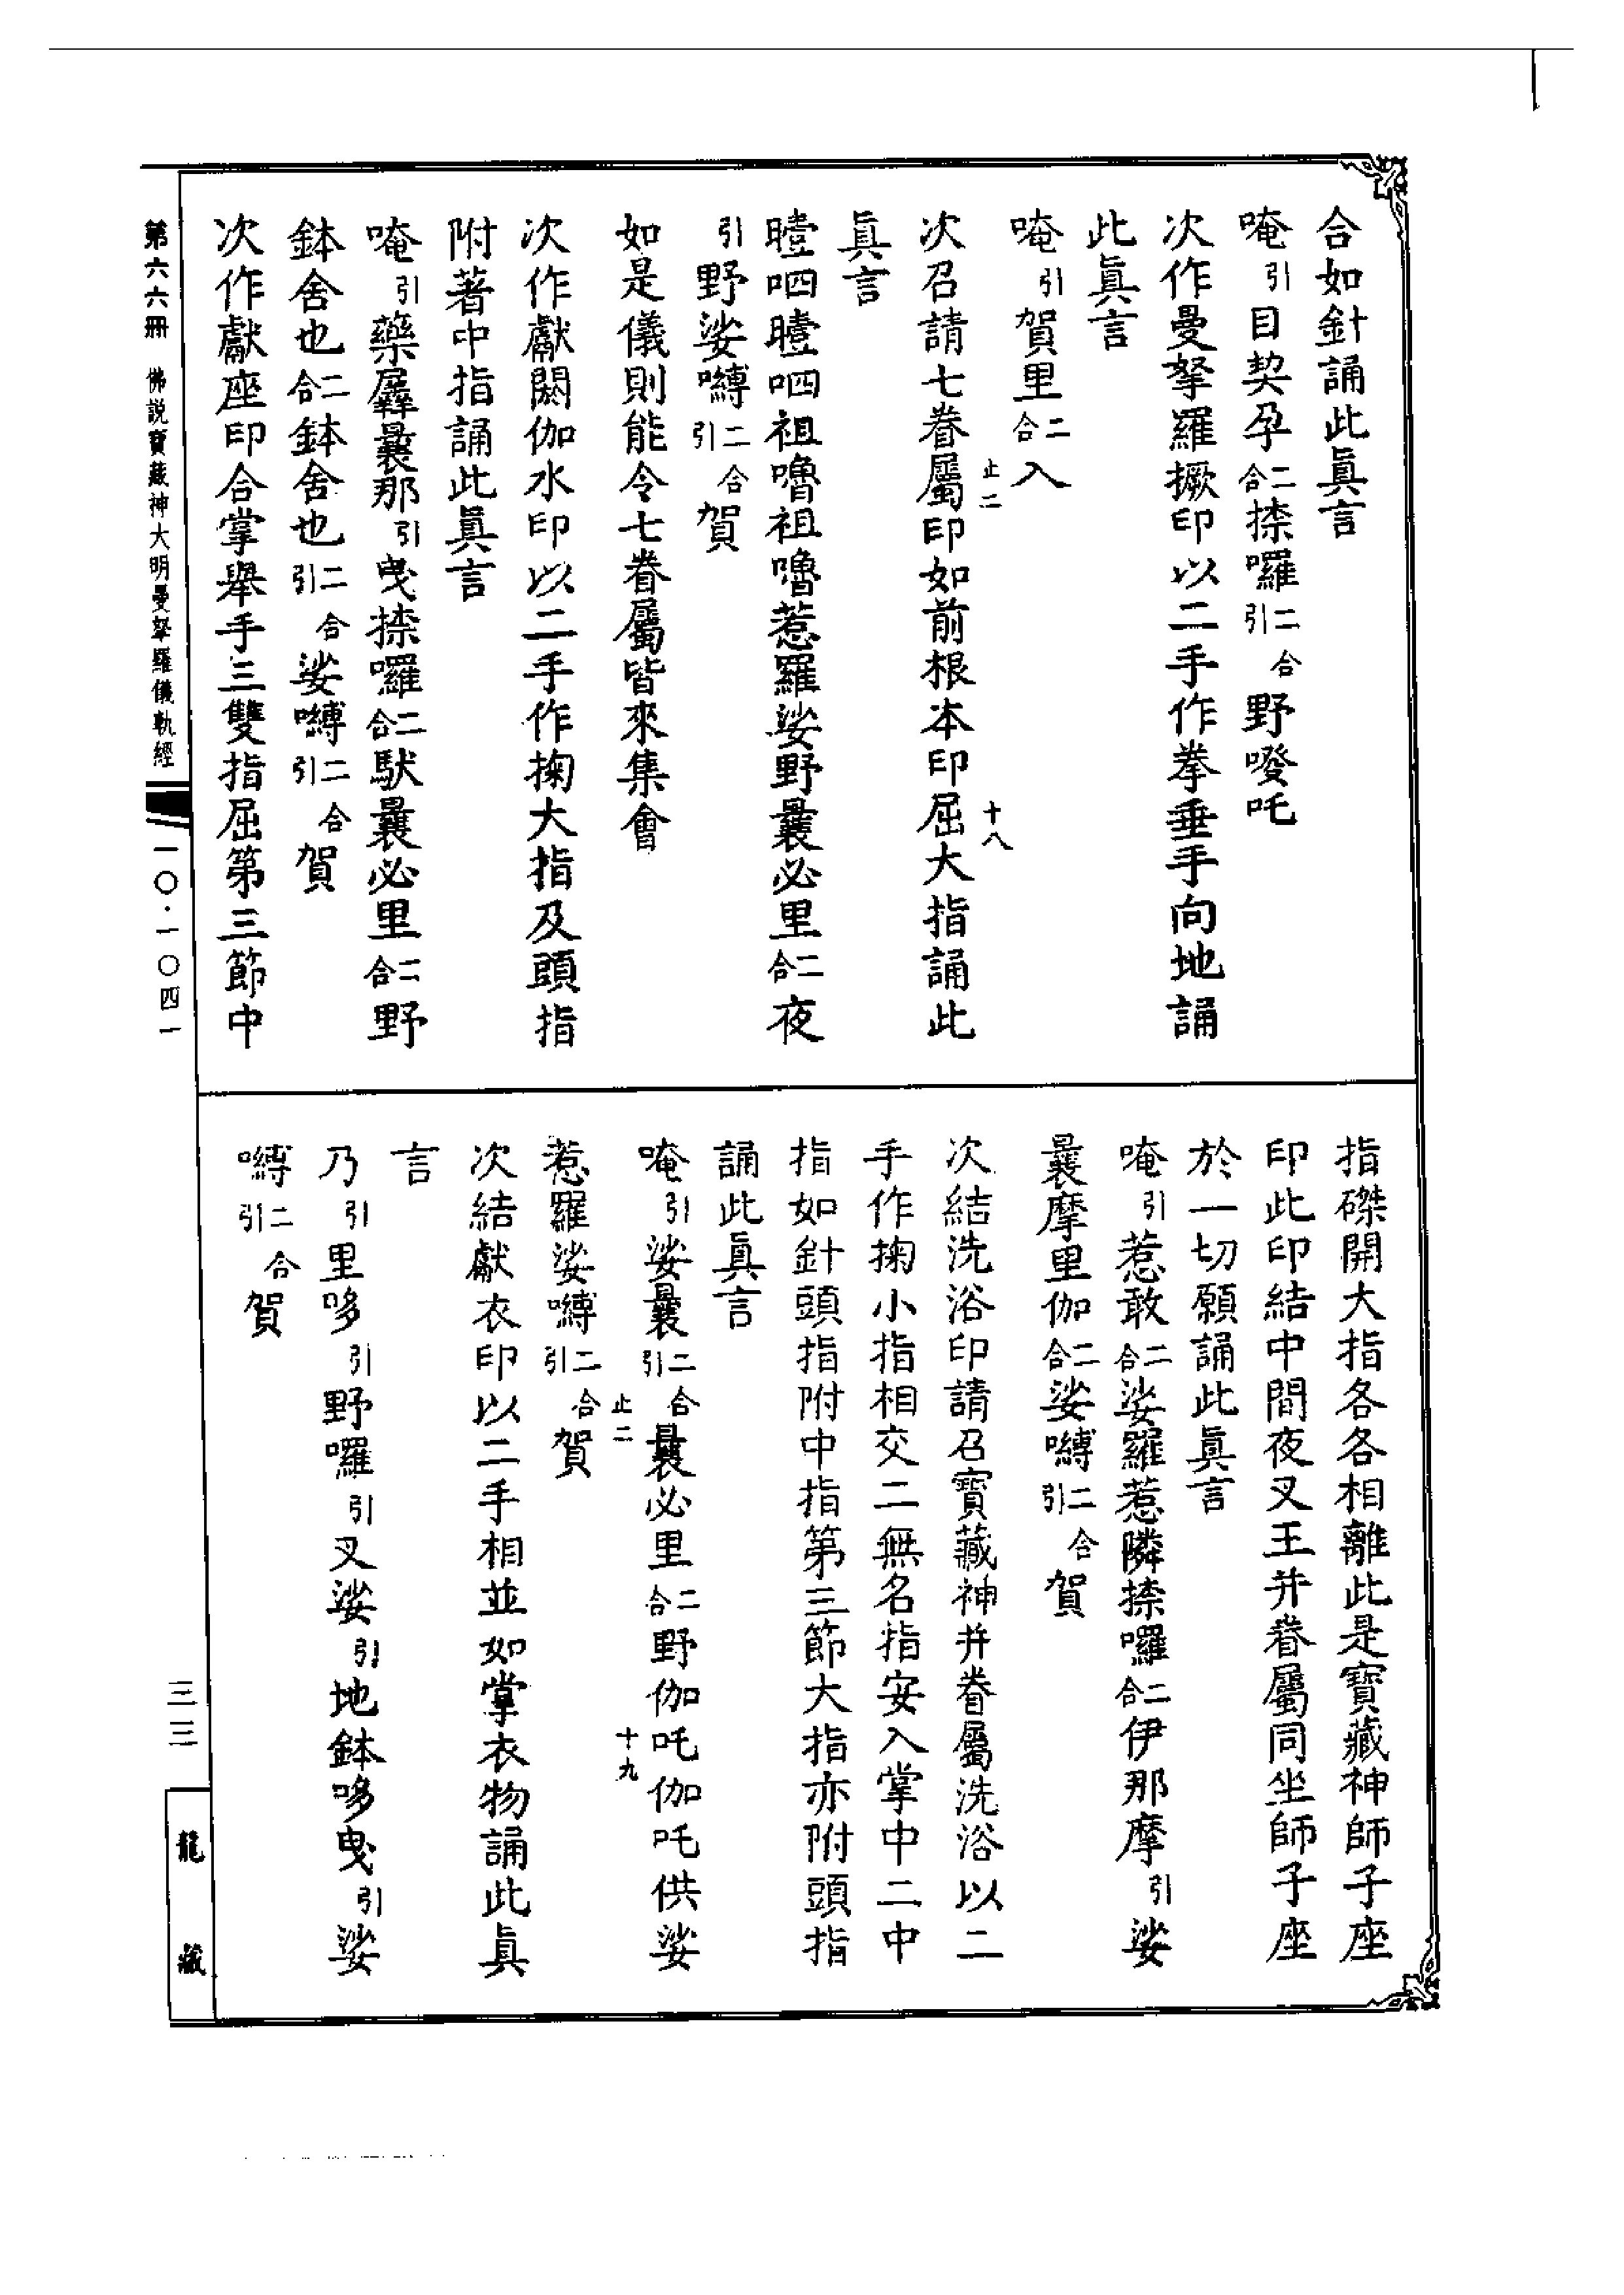 合如針誦此眞言
唵引目契孕二合捺囉二合引野嚶吒
次作曼拏羅撅印以二手作拳垂手向地誦
此眞言
唵引賀里二合入
次召請七眷屬印如前根本印屈大指誦此
止二 十八
眞言
曀呬曀呬祖嚕祖嚕惹羅娑野曩必里二合夜
引野娑嚩二合引賀
如是儀則能令七眷屬皆來集會
次作獻閼伽水印以二手作掬大指及頭指
附著中指誦此眞言
唵引藥曩那引曳捺囉二合馱曩必里二合野
鉢舍也二合鉢舍也二合引娑嚩二合引賀
次作獻座印合掌舉手三雙指屈第三節中
指磔開大指各各相離此是寶藏神師子座
印此印結中間夜叉王并眷屬同坐師子座
於一切願誦此眞言
唵引惹敢二合娑羅惹隣捺囉二合伊那摩引娑
曩摩里伽二合娑嚩二合引賀
次結洗浴印請召寶藏神并眷屬洗浴以二
手作掬小指相交二無名指安入掌中二中
指如針頭指附中指第三節大指亦附頭指
誦此眞言
唵引娑曩二合引曩必里二合野伽吒伽吒供娑
止二 十九
惹羅娑嚩二合引賀
次結獻衣印以二手相並如掌衣物誦此眞
言
乃引里哆引野囉引叉娑引地鉢哆曳引娑
嚩二合引賀
第六六冊 佛説寶藏神大明曼拏羅儀軌經 一〇·一〇四一
三三
龍藏